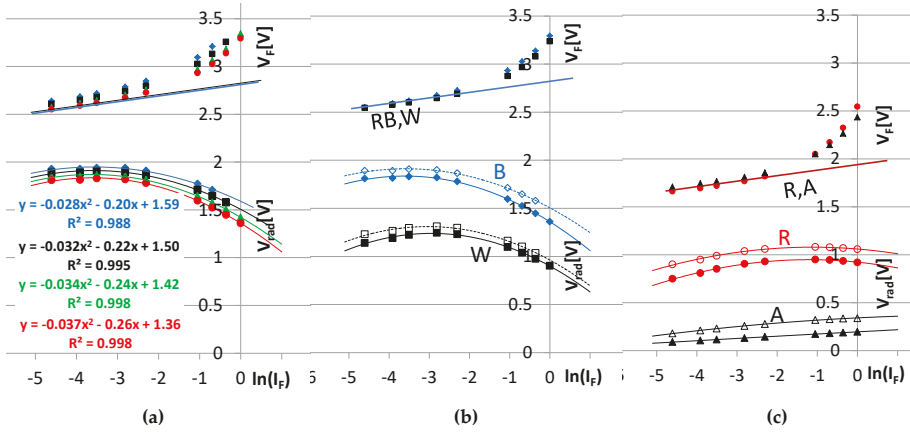 3.5
3
2.5
2
1.5
1
0.5
0
V_F[V]
V_rad[V]
y = -0.028x² - 0.20x + 1.59
R² = 0.988
y = -0.032x² - 0.22x + 1.50
R² = 0.995
y = -0.034x² - 0.24x + 1.42
R² = 0.998
y = -0.037x² - 0.26x + 1.36
R² = 0.998
-5 -4 -3 -2 -1 0 ln(I_F)
(a)
3.5
3
2.5
2
1.5
1
0.5
0
V_F[V]
RB,W
B
W
V_rad[V]
-5 -4 -3 -2 -1 0 ln(I_F)
(b)
3.5
3
2.5
2
1.5
1
0.5
0
V_F[V]
R,A
R
A
V_rad[V]
-5 -4 -3 -2 -1 0 ln(I_F)
(c)